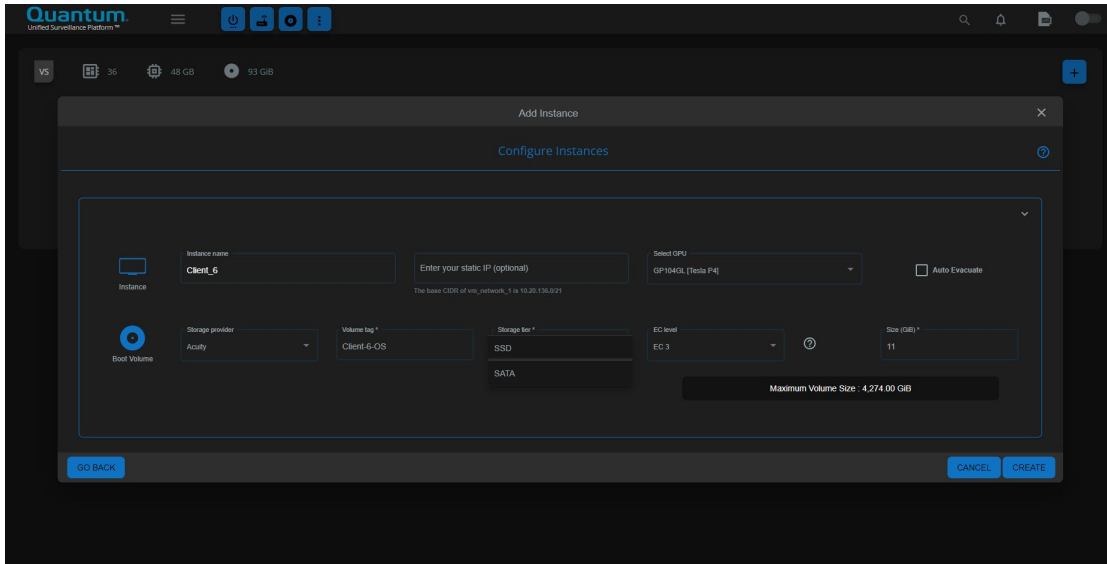 Quantum.
Unified Surveillance Platform™
VS
36
48 GB
93 GiB
+
Add Instance
Configure Instances
Instance
Instance name
Client_6
Enter your static IP (optional)
The base CIDR of vre_network_1 is 10.20.136.0/21
Select GPU
GP104GL [Tesla P4]
Auto Evacuate
Boot Volume
Storage provider
Acuity
Volume tag *
Client-6-OS
Storage tier *
SSD
SATA
EC level
EC 3
Size (GiB) *
11
Maximum Volume Size : 4,274.00 GiB
GO BACK
CANCEL
CREATE